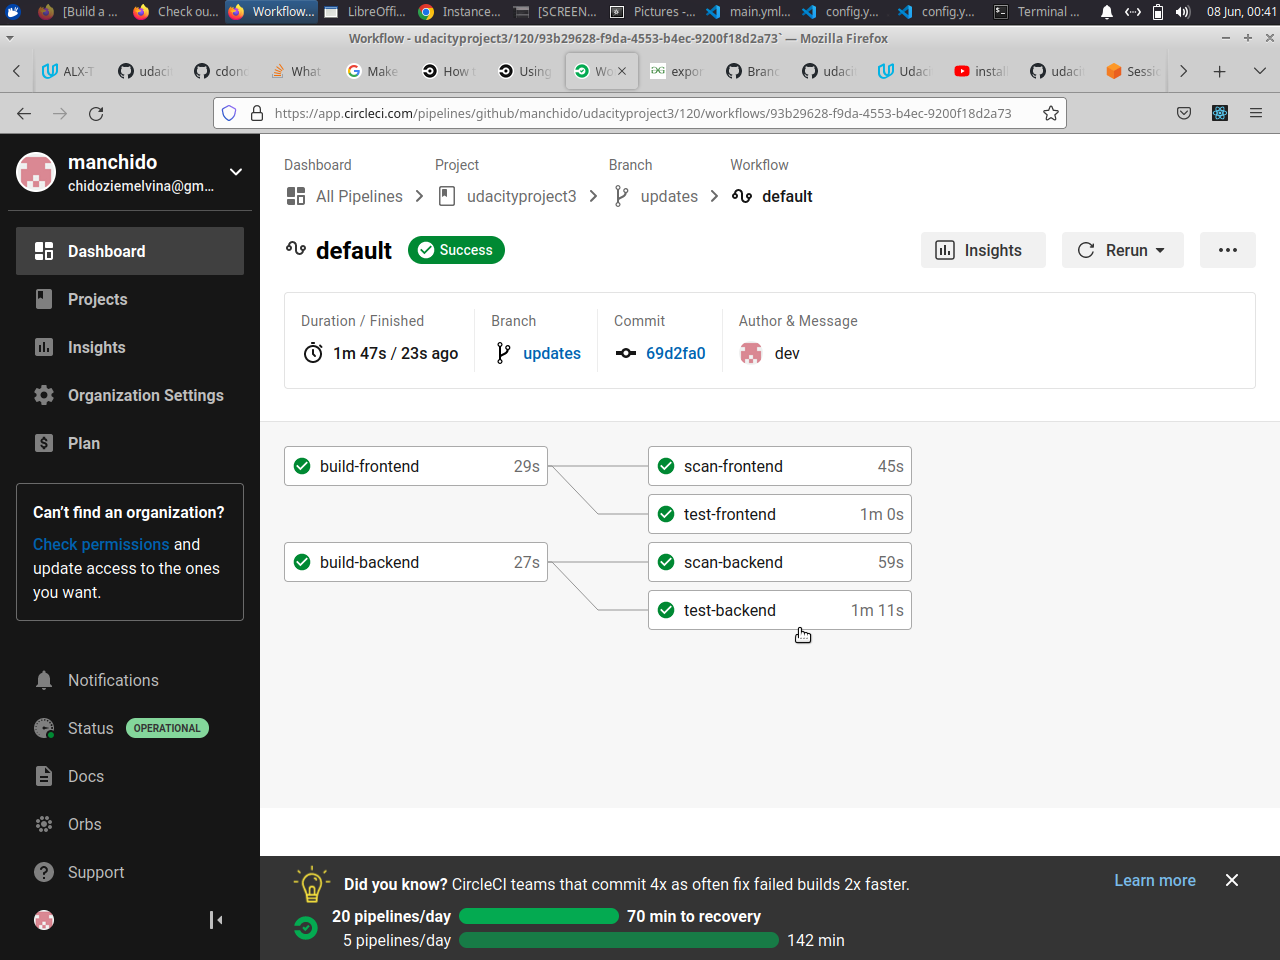 [Build a ...
Check ou...
Workflow...
LibreOffi...
Instance...
[SCREEN...
Pictures -...
main.yml...
config.y...
config.y...
Terminal ...
08 Jun, 00:41
Workflow - udacityproject3/120/93b29628-f9da-4553-b4ec-9200f18d2a73` — Mozilla Firefox
ALX-T
udaci
cdond
What
Make
How t
Using
Wo
expor
Branc
udaci
Udaci
instal
udaci
Sessio
https://app.circleci.com/pipelines/github/manchido/udacityproject3/120/workflows/93b29628-f9da-4553-b4ec-9200f18d2a73
manchido
chidoziemelvina@gm...
Dashboard
Projects
Insights
Organization Settings
Plan
Can't find an organization?
Check permissions and
update access to the ones
you want.
Notifications
Status OPERATIONAL
Docs
Orbs
Support
Dashboard Project Branch Workflow
All Pipelines udacityproject3 updates default
default Success Insights Rerun
Duration / Finished Branch Commit Author & Message
1m 47s / 23s ago updates 69d2fa0 dev
build-frontend 29s scan-frontend 45s
test-frontend 1m 0s
build-backend 27s scan-backend 59s
test-backend 1m 11s
Did you know? CircleCI teams that commit 4x as often fix failed builds 2x faster. Learn more
20 pipelines/day 70 min to recovery
5 pipelines/day 142 min